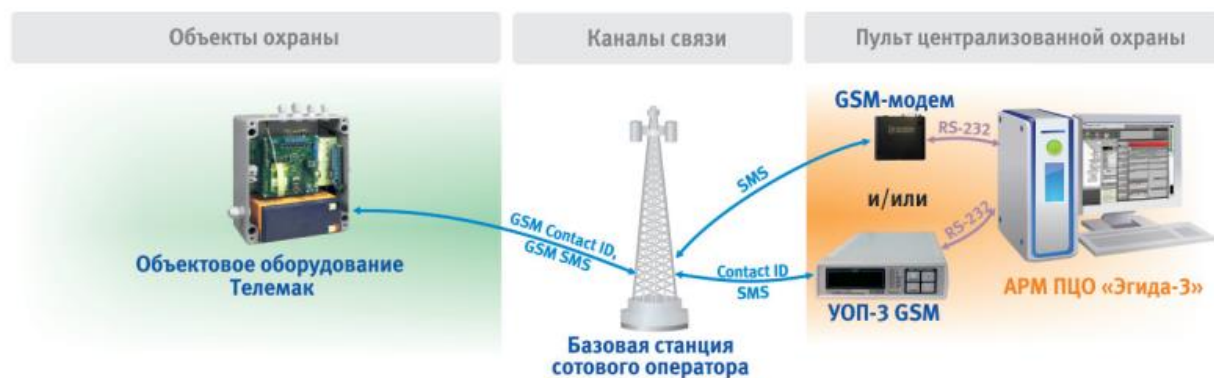 Объекты охраны
Каналы связи
Пульт централизованной охраны
GSM-модем
RS-232
SMS
и/или
RS-232
GSM Contact ID,
GSM SMS
Contact ID
SMS
Объектовое оборудование
Телемак
УОП-3 GSM
АРМ ПЦО «Эгида-3»
Базовая станция
сотового оператора